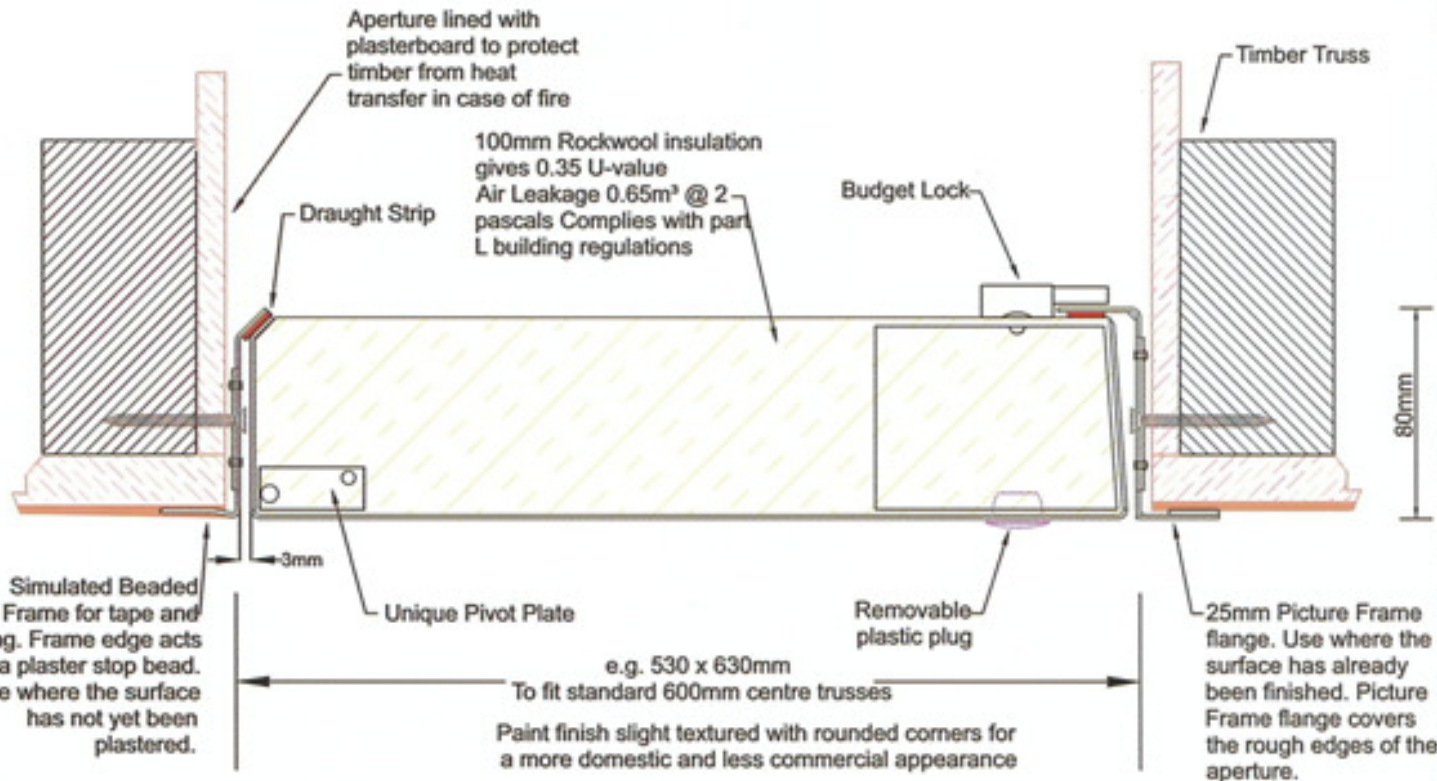 Aperture lined with
plasterboard to protect
timber from heat
transfer in case of fire
Timber Truss
100mm Rockwool insulation
gives 0.35 U-value
Air Leakage 0.65m³ @ 2
pascals Complies with part
L building regulations
Budget Lock
Draught Strip
80mm
3mm
Simulated Beaded
Frame for tape and
Frame edge acts
a plaster stop bead.
where the surface
has not yet been
plastered.
Unique Pivot Plate
Removable
plastic plug
25mm Picture Frame
flange. Use where the
surface has already
been finished. Picture
Frame flange covers
the rough edges of the
aperture.
e.g. 530 x 630mm
To fit standard 600mm centre trusses
Paint finish slight textured with rounded corners for
a more domestic and less commercial appearance